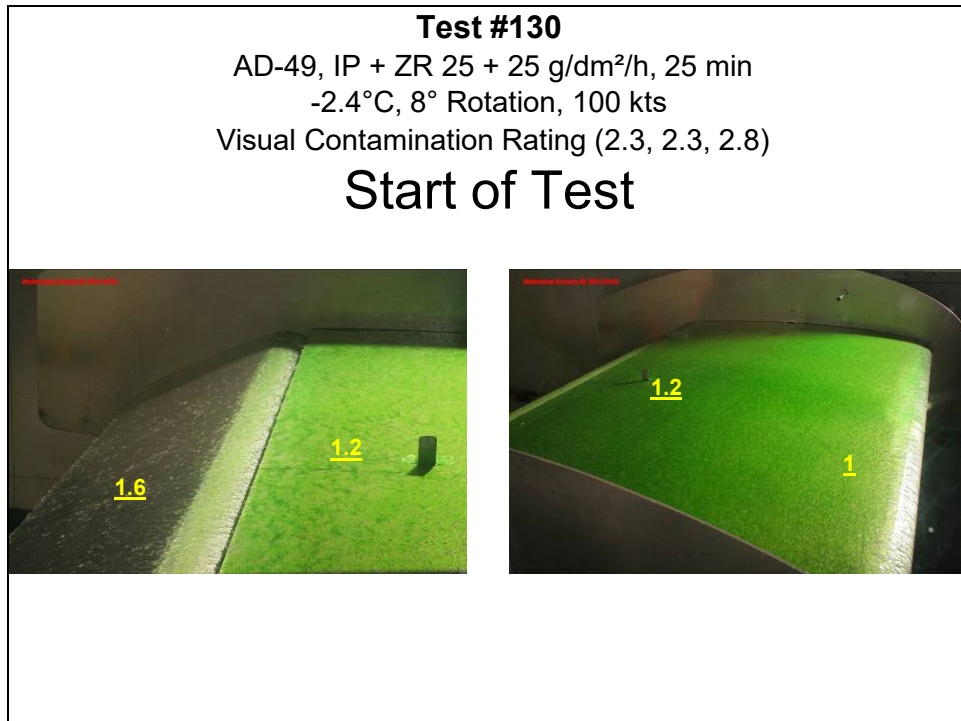 Test #130
AD-49, IP + ZR 25 + 25 g/dm²/h, 25 min
-2.4°C, 8° Rotation, 100 kts
Visual Contamination Rating (2.3, 2.3, 2.8)
Start of Test
1.6
1.2
1.2
1